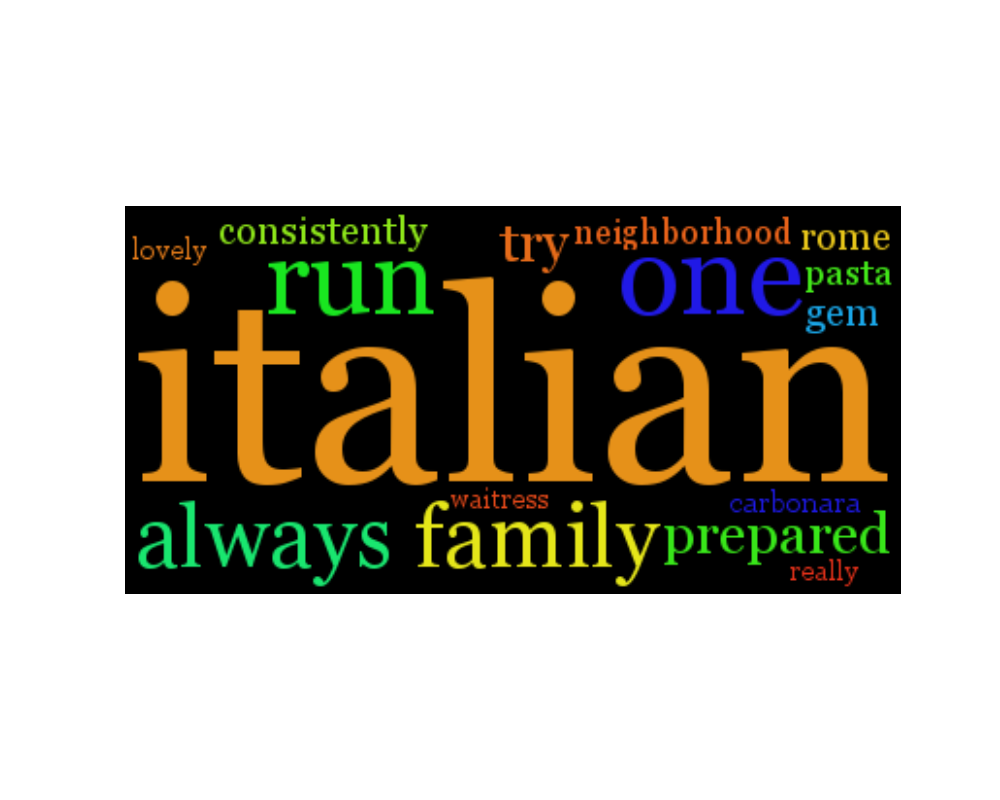 consistently
try
neighborhood
rome
lovely
run
one
pasta
gem
italian
waitress
carbonara
always
family
prepared
really